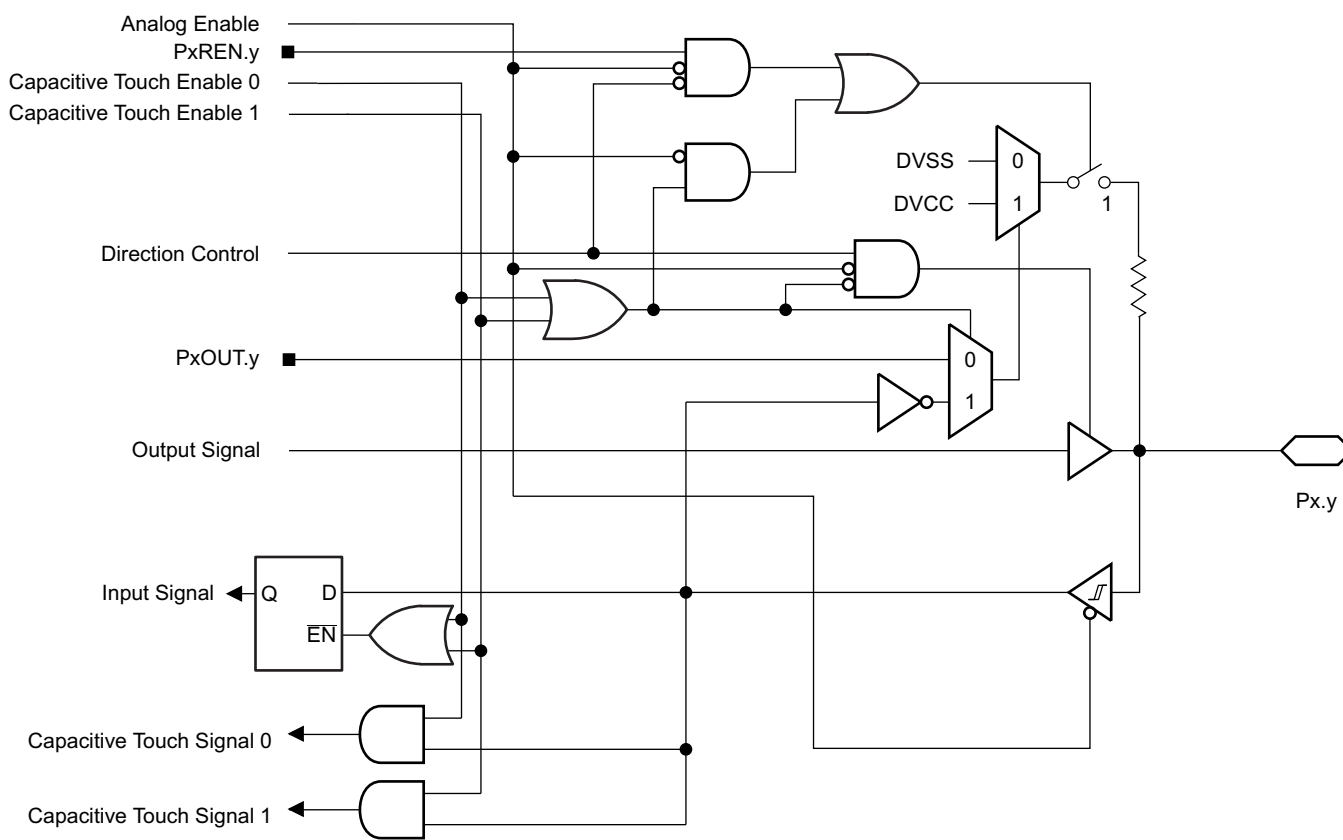 Analog Enable
PxREN.y
Capacitive Touch Enable 0
Capacitive Touch Enable 1
DVSS
0
DVCC
1
1
Direction Control
PxOUT.y
0
1
Output Signal
Px.y
Input Signal
Q
D
EN
Capacitive Touch Signal 0
Capacitive Touch Signal 1